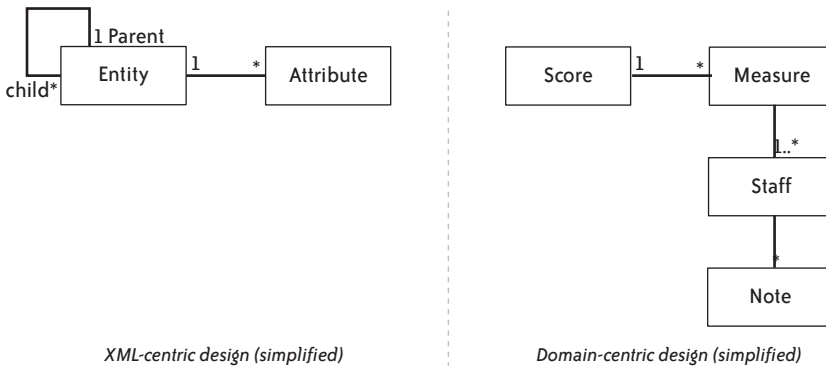 1 Parent
Entity
1
*
Attribute
child*
Score
1
*
Measure
1..*
Staff
*
Note
XML-centric design (simplified)
Domain-centric design (simplified)